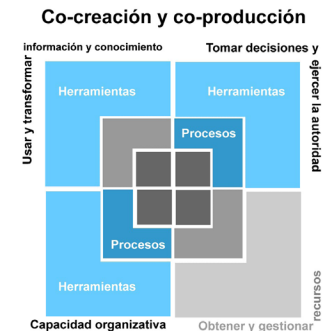 Co-creación y co-producción
información y conocimiento
Tomar decisiones y
ejercer la autoridad
Usar y transformar
Herramientas
Herramientas
Procesos
Procesos
Herramientas
recursos
Capacidad organizativa
Obtener y gestionar